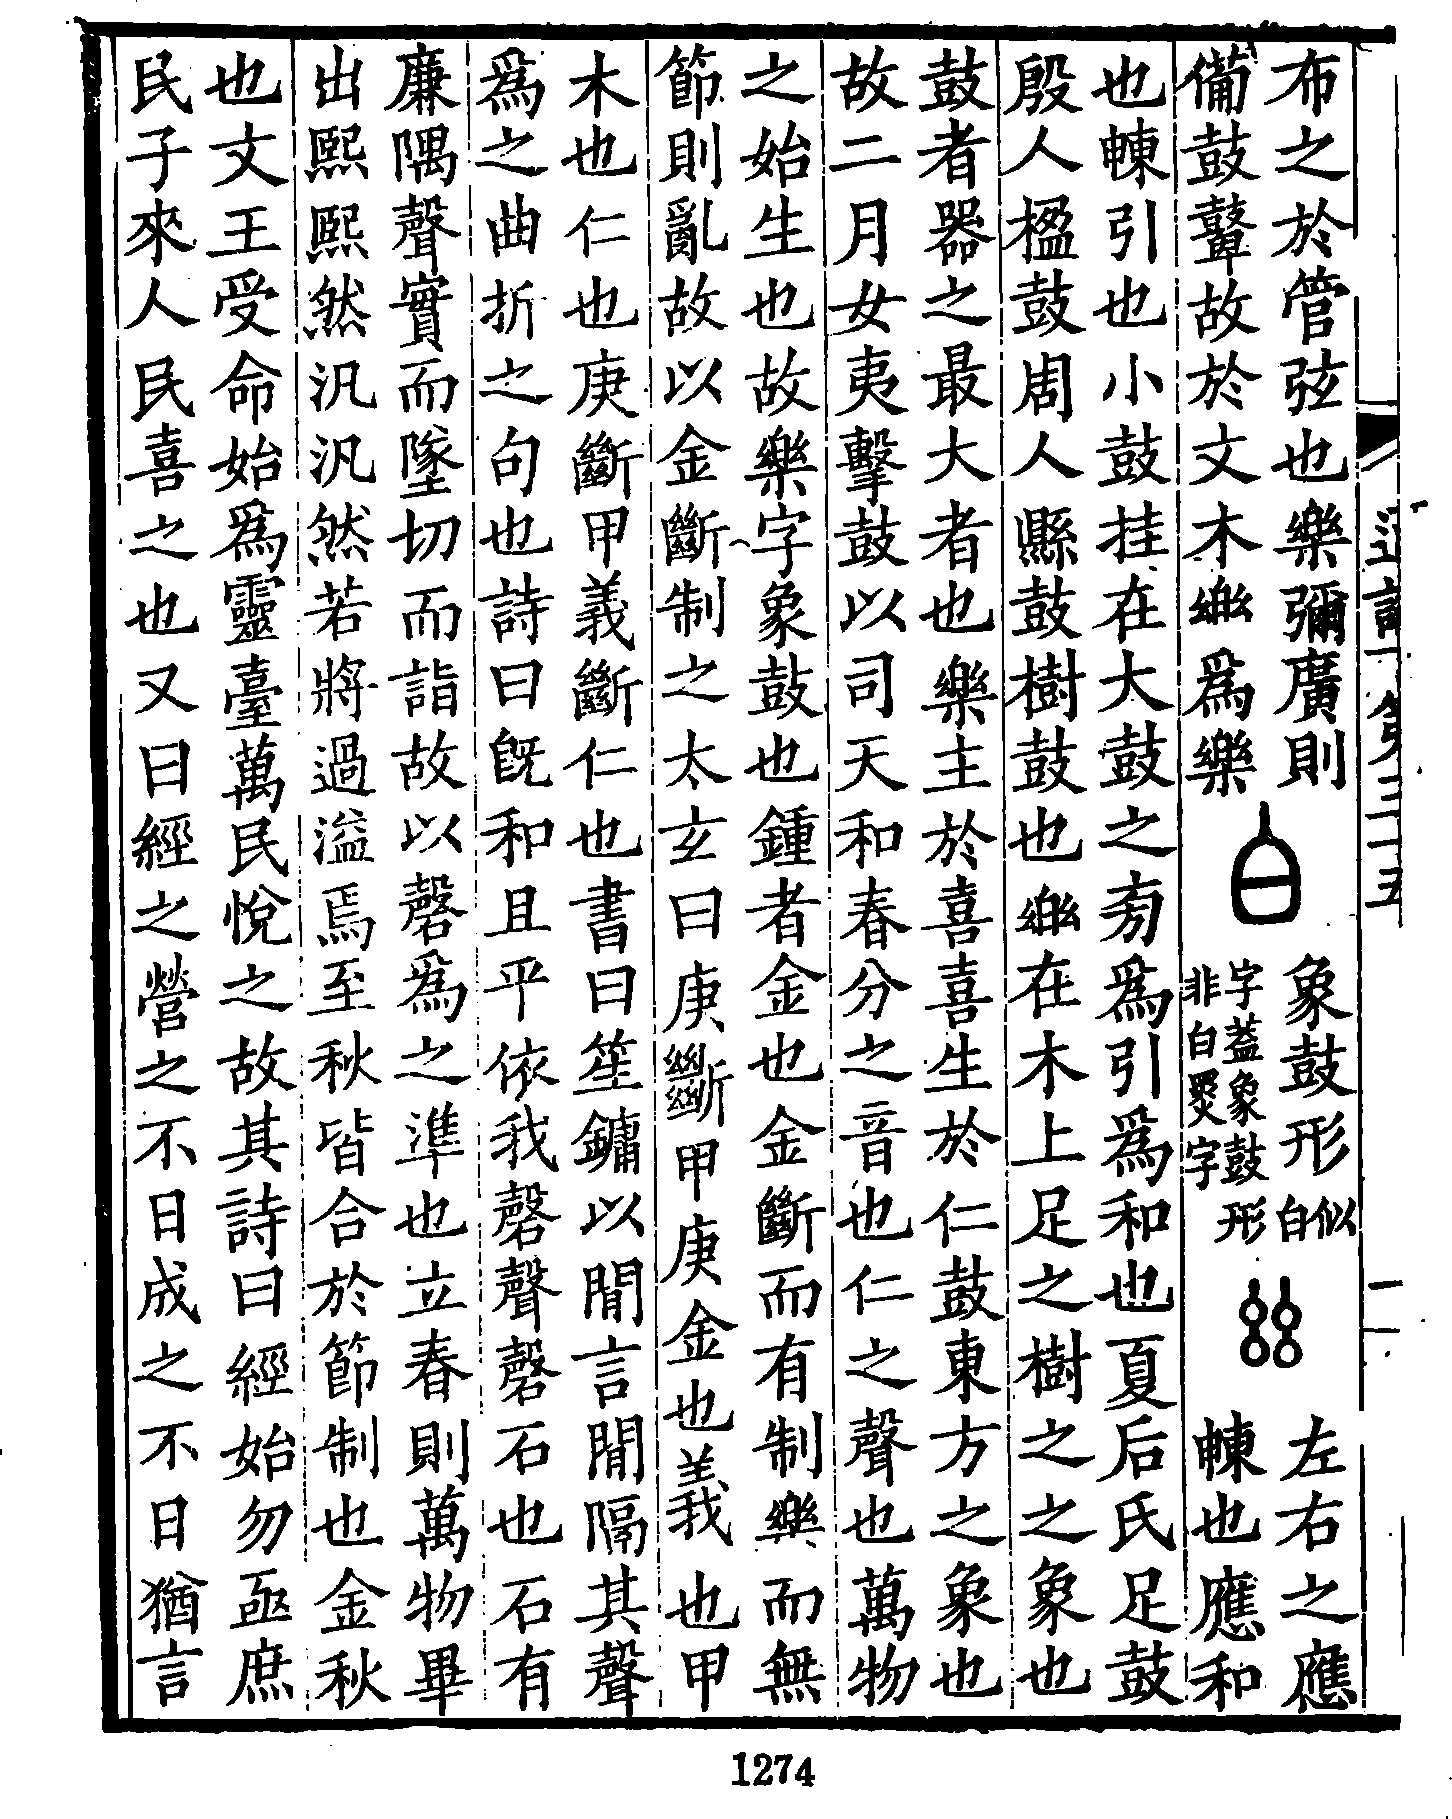 布之於管弦也樂彌廣則象鼓形似白左右之應
備鼓鼙故於文木為樂字蓋象鼓形非白爂字朄也應和
也朄引也小鼓挂在大鼓之旁爲引爲和也夏后氏足鼓
殷人楹鼓周人縣鼓樹鼓也在木上足之樹之之象也
鼓者器之最大者也樂主於喜喜生於仁鼓東方之象也
故二月女夷擊鼓以司天和春分之音也仁之聲也萬物
之始生也故樂字象鼓也鍾者金也金斷而有制樂而無
節則亂故以金斷制之太玄曰庚斷甲庚金也義也甲
木也仁也庚斷甲義斷仁也書曰笙鏞以閒言閒隔其聲
爲之曲折之句也詩曰旣和且平依我磬聲磬石也石有
廉隅聲實而墜切而詣故以磬爲之準也立春則萬物畢
出熙熙然汎汎然若將過溢焉至秋皆合於節制也金秋
也文王受命始爲靈臺萬民悅之故其詩曰經始勿亟庶
民子來人民喜之也又曰經之營之不日成之不日猶言
1274